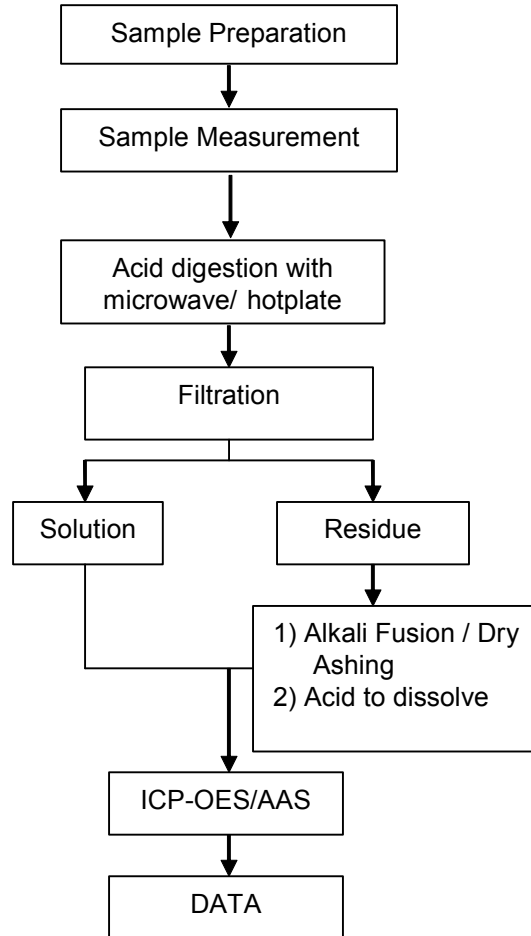 Sample Preparation
Sample Measurement
Acid digestion with
microwave/ hotplate
Filtration
Solution
Residue
1) Alkali Fusion / Dry
Ashing
2) Acid to dissolve
ICP-OES/AAS
DATA